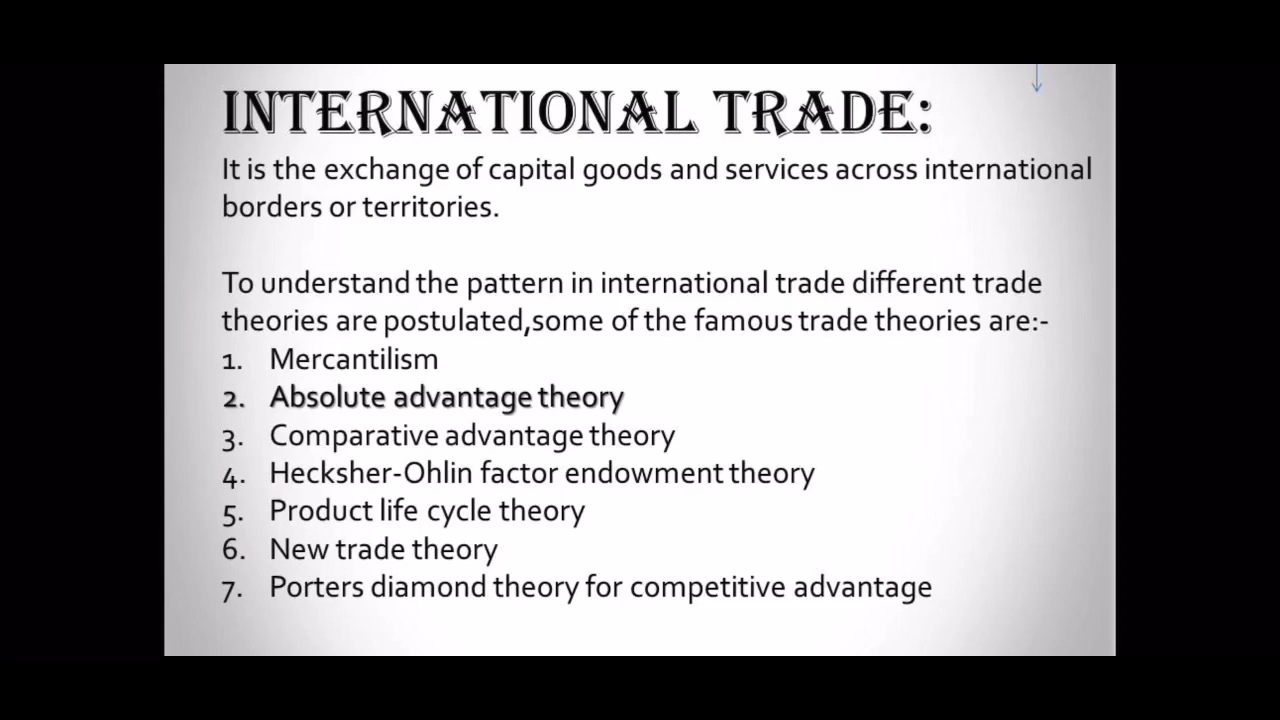 INTERNATIONAL TRADE:
It is the exchange of capital goods and services across international
borders or territories.
To understand the pattern in international trade different trade
theories are postulated,some of the famous trade theories are:-
1. Mercantilism
2. Absolute advantage theory
3. Comparative advantage theory
4. Hecksher-Ohlin factor endowment theory
5. Product life cycle theory
6. New trade theory
7. Porters diamond theory for competitive advantage